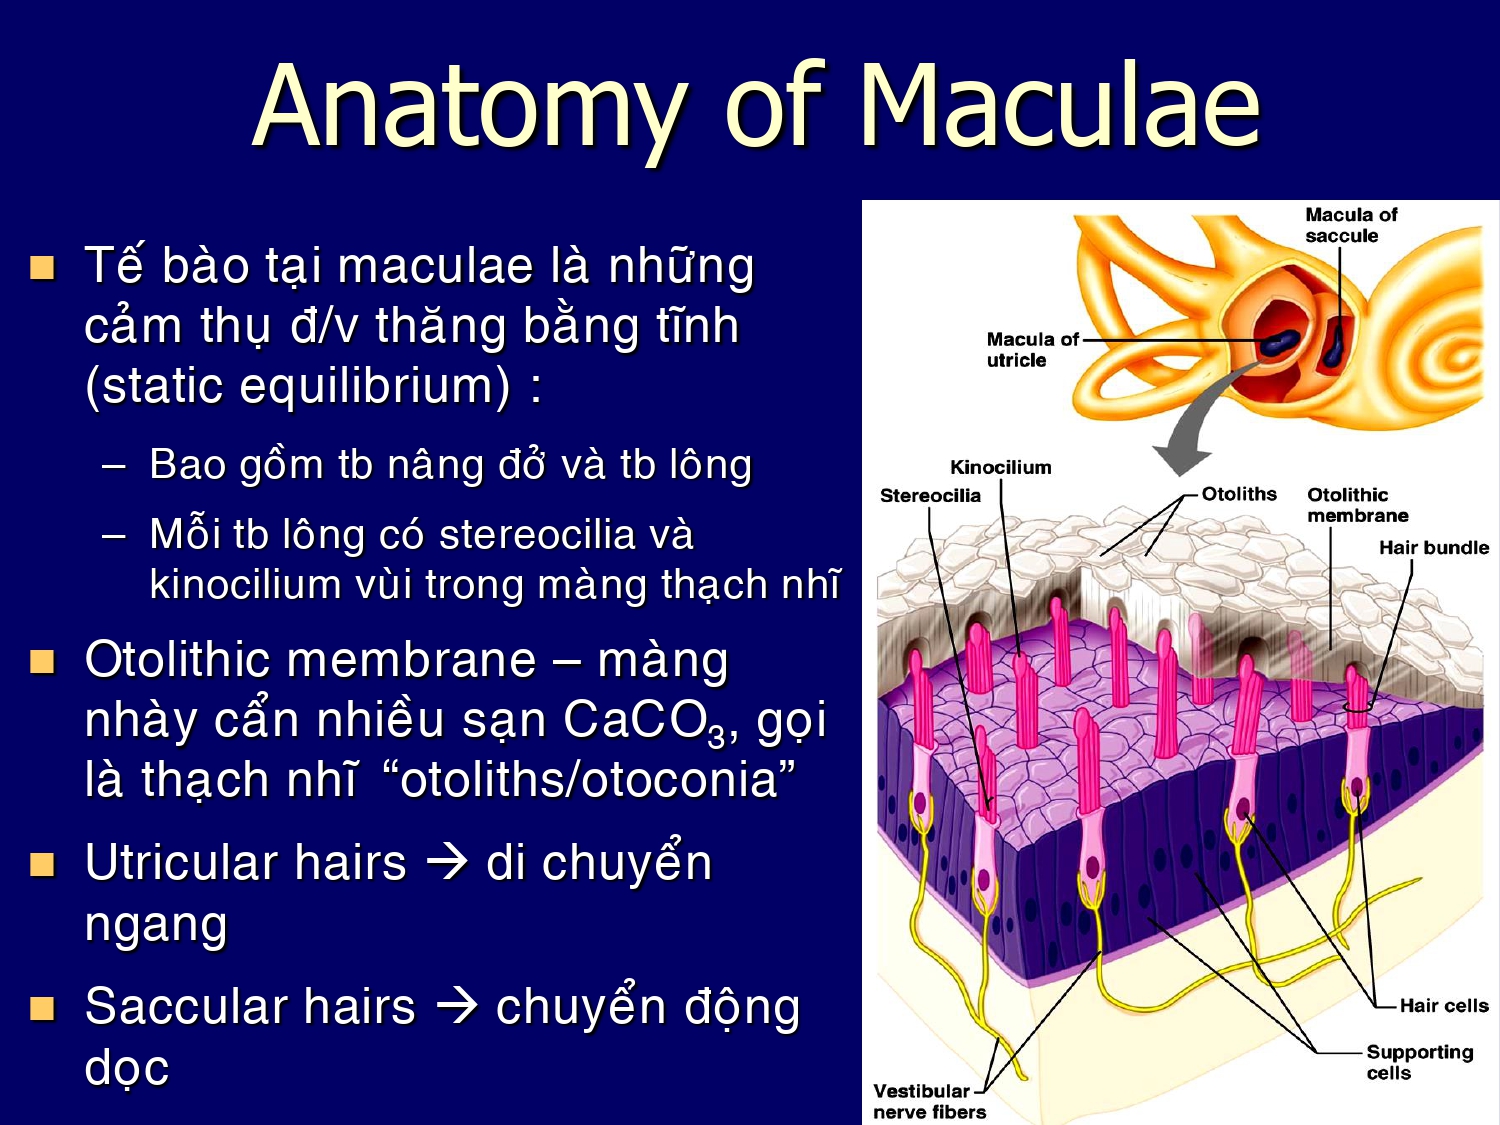 Anatomy of Maculae
Tế bào tại maculae là những
cảm thụ đ/v thăng bằng tĩnh
(static equilibrium) :
– Bao gồm tb nâng đở và tb lông
– Mỗi tb lông có stereocilia và
kinocilium vùi trong màng thạch nhĩ
Otolithic membrane – màng
nhày cẩn nhiều sạn CaCO₃, gọi
là thạch nhĩ “otoliths/otoconia”
Utricular hairs → di chuyển
ngang
Saccular hairs → chuyển động
dọc
Macula of
saccule
Macula of
utricle
Kinocilium
Stereocilia
Otoliths
Otolithic
membrane
Hair bundle
Hair cells
Supporting
cells
Vestibular
nerve fibers